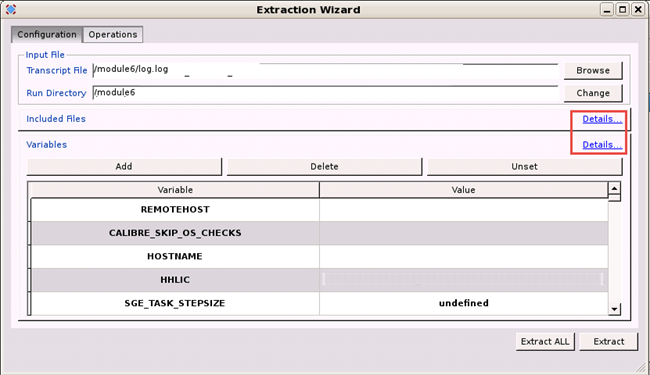 Extraction Wizard
Configuration Operations
Input File
Transcript File /module6/log.log Browse
Run Directory /module6 Change
Included Files Details...
Variables Details...
Add Delete Unset
Variable Value
REMOTEHOST
CALIBRE_SKIP_OS_CHECKS
HOSTNAME
HHLIC
SGE_TASK_STEPSIZE undefined
Extract ALL Extract